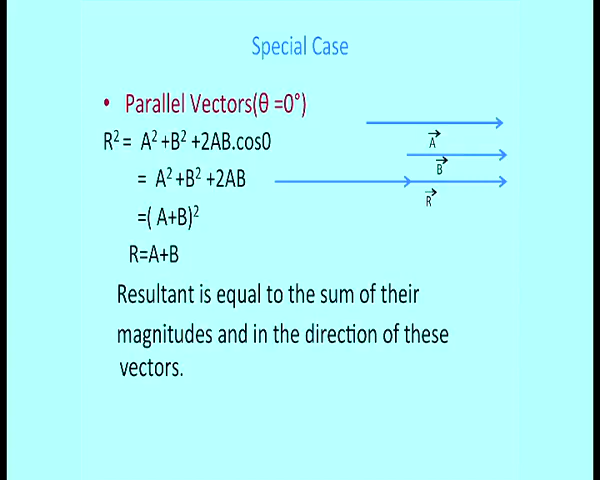 Special Case
• Parallel Vectors(θ =0°)
R² = A² +B² +2AB.cos0
= A² +B² +2AB
=( A+B)²
R=A+B
Resultant is equal to the sum of their
magnitudes and in the direction of these
vectors.
A⃗
B⃗
R⃗